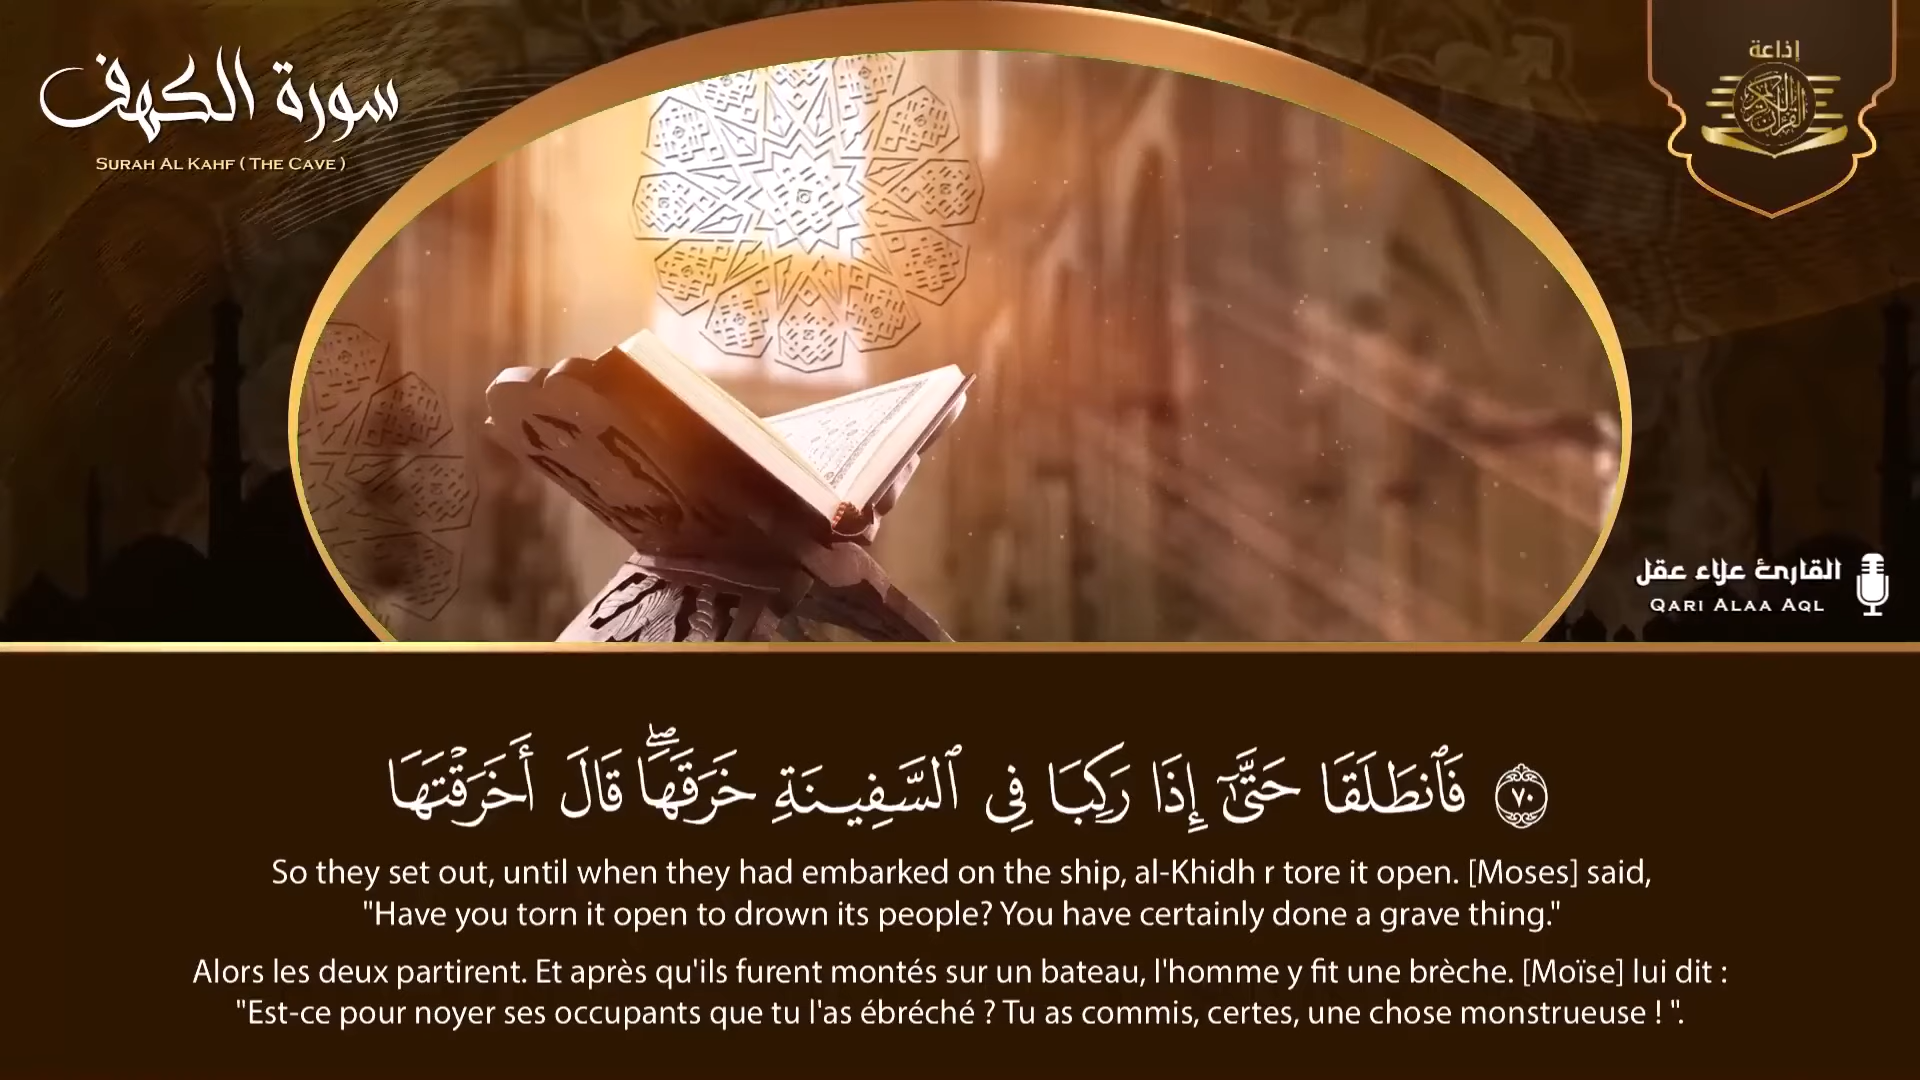 سورة الكهف
SURAH AL KAHF ( THE CAVE )
إذاعة
القرآن الكريم
القارئ علاء عقل
QARI ALAA AQL
٧٠ فَٱنطَلَقَا حَتَّىٰٓ إِذَا رَكِبَا فِى ٱلسَّفِينَةِ خَرَقَهَا ۖ قَالَ أَخَرَقْتَهَا
So they set out, until when they had embarked on the ship, al-Khidh r tore it open. [Moses] said,
"Have you torn it open to drown its people? You have certainly done a grave thing."
Alors les deux partirent. Et après qu'ils furent montés sur un bateau, l'homme y fit une brèche. [Moïse] lui dit :
"Est-ce pour noyer ses occupants que tu l'as ébréché ? Tu as commis, certes, une chose monstrueuse ! ".